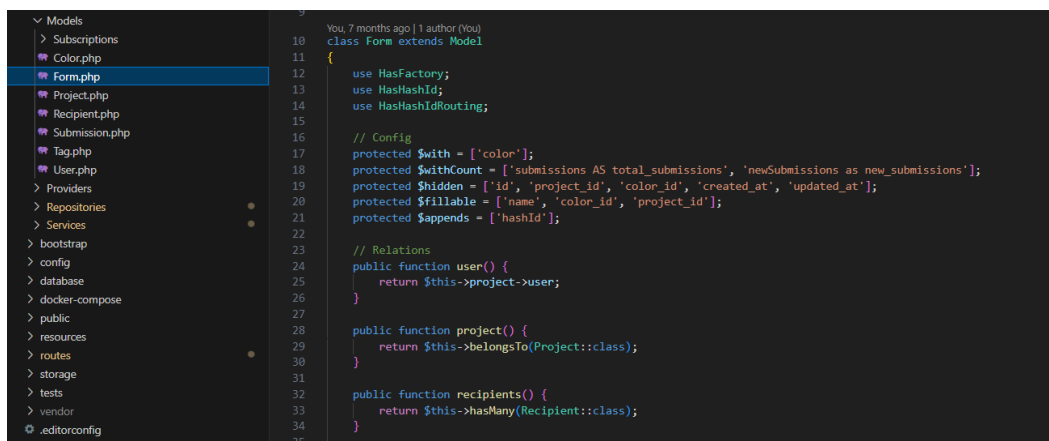 Models
Subscriptions
Color.php
Form.php
Project.php
Recipient.php
Submission.php
Tag.php
User.php
Providers
Repositories
Services
bootstrap
config
database
docker-compose
public
resources
routes
storage
tests
vendor
.editorconfig
9
You, 7 months ago | 1 author (You)
10 class Form extends Model
11 {
12 use HasFactory;
13 use HasHashId;
14 use HasHashIdRouting;
15
16 // Config
17 protected $with = ['color'];
18 protected $withCount = ['submissions AS total_submissions', 'newSubmissions as new_submissions'];
19 protected $hidden = ['id', 'project_id', 'color_id', 'created_at', 'updated_at'];
20 protected $fillable = ['name', 'color_id', 'project_id'];
21 protected $appends = ['hashId'];
22
23 // Relations
24 public function user() {
25 return $this->project->user;
26 }
27
28 public function project() {
29 return $this->belongsTo(Project::class);
30 }
31
32 public function recipients() {
33 return $this->hasMany(Recipient::class);
34 }
35